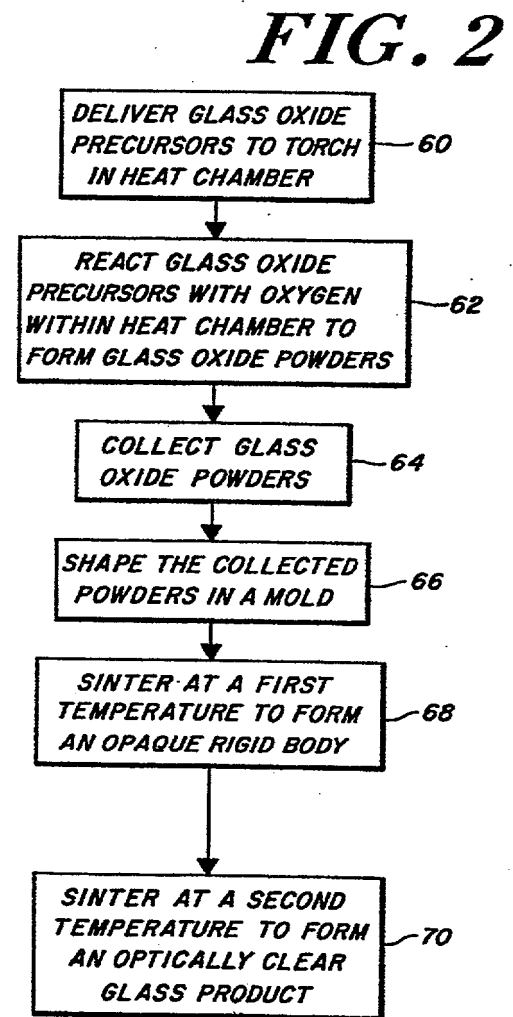 FIG. 2
DELIVER GLASS OXIDE
PRECURSORS TO TORCH
IN HEAT CHAMBER
60
REACT GLASS OXIDE
PRECURSORS WITH OXYGEN
WITHIN HEAT CHAMBER TO
FORM GLASS OXIDE POWDERS
62
COLLECT GLASS
OXIDE POWDERS
64
SHAPE THE COLLECTED
POWDERS IN A MOLD
66
SINTER AT A FIRST
TEMPERATURE TO FORM
AN OPAQUE RIGID BODY
68
SINTER AT A SECOND
TEMPERATURE TO FORM
AN OPTICALLY CLEAR
GLASS PRODUCT
70